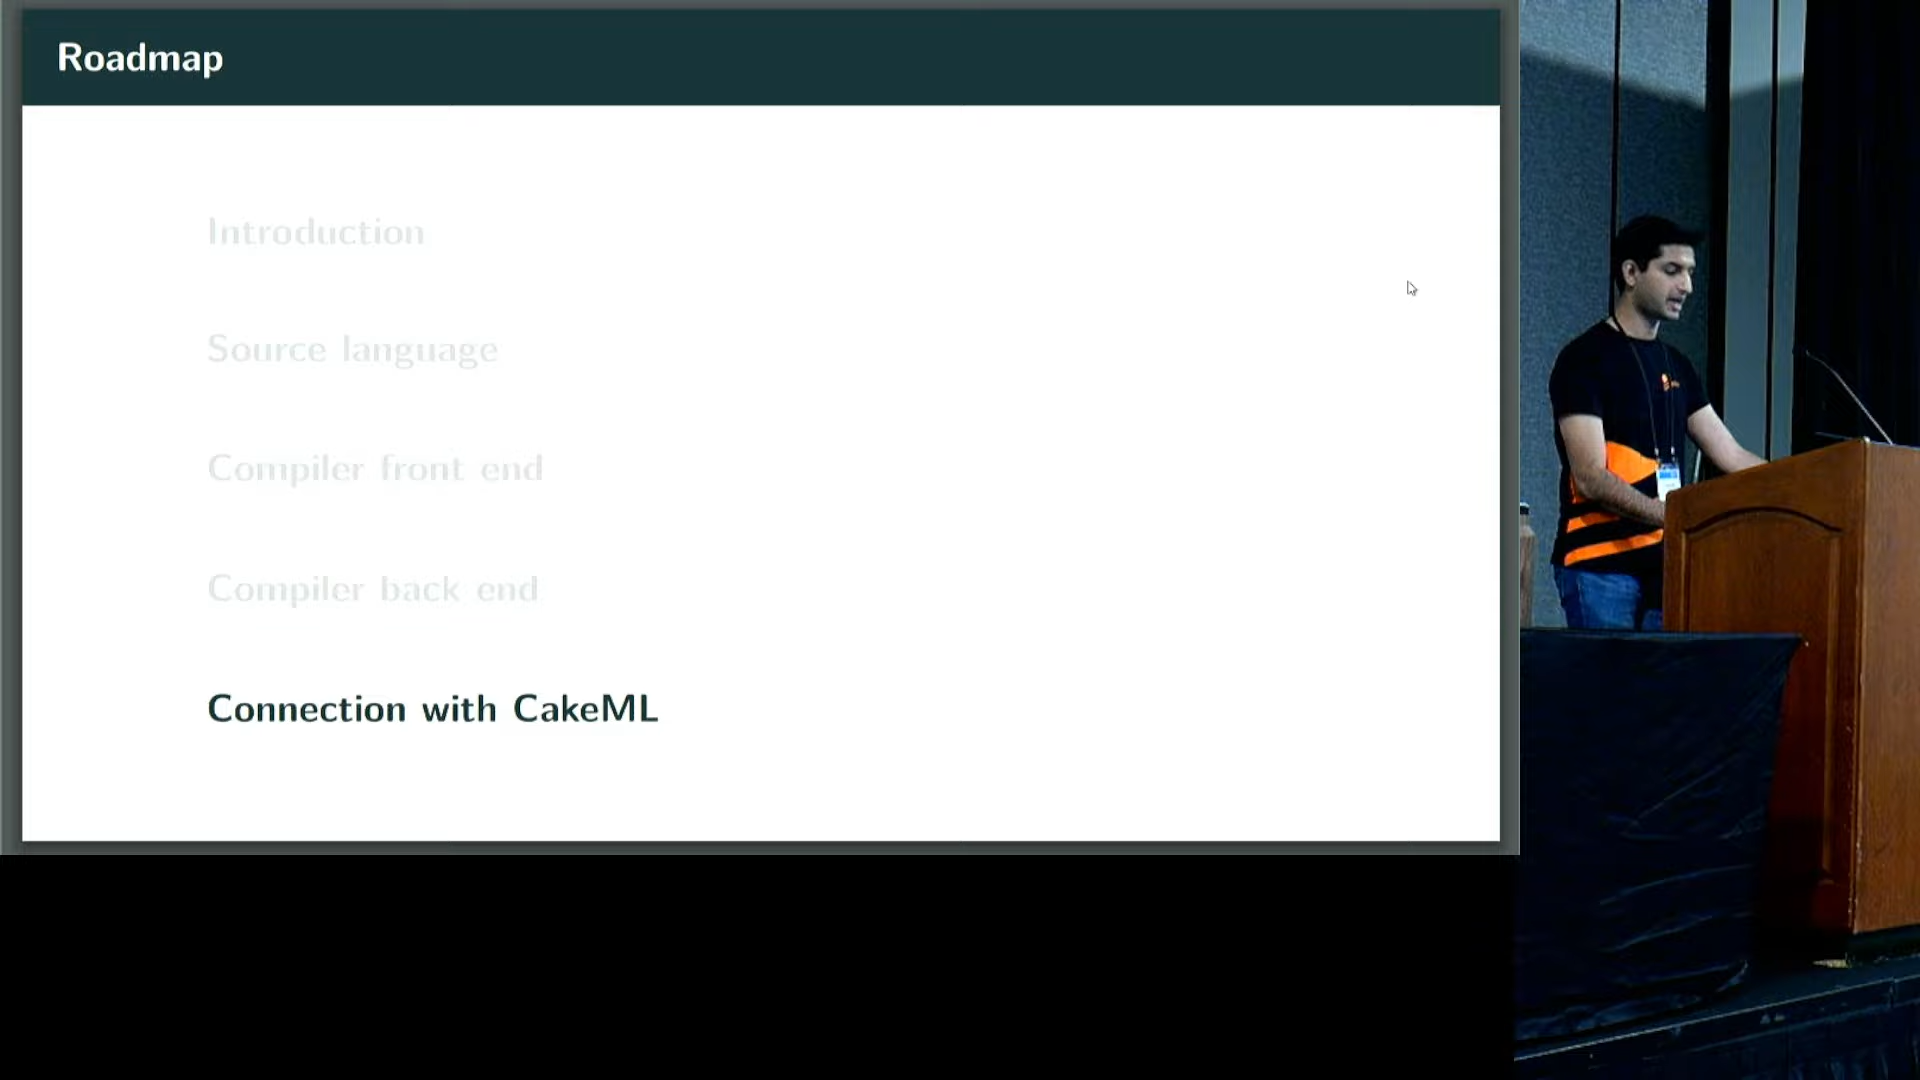 Roadmap
Introduction
Source language
Compiler front end
Compiler back end
Connection with CakeML